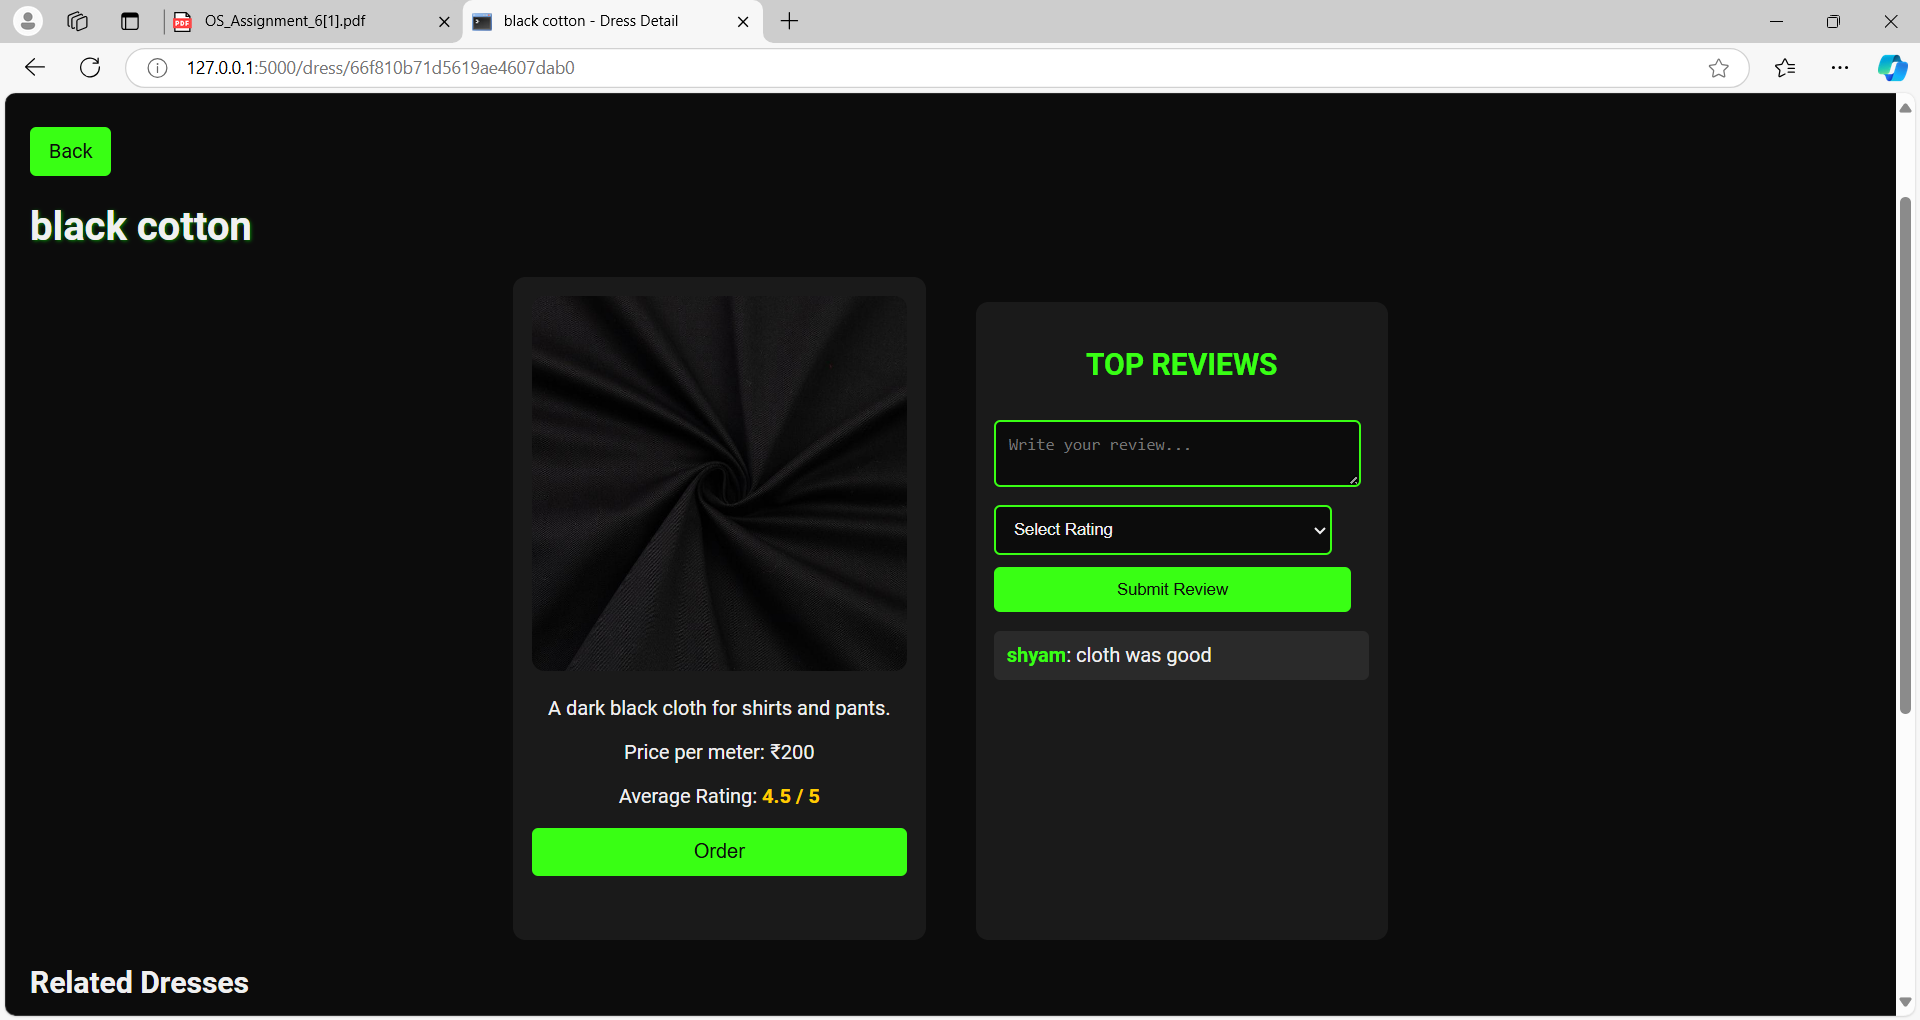 OS_Assignment_6[1].pdf
black cotton - Dress Detail
127.0.0.1:5000/dress/66f810b71d5619ae4607dab0
Back
black cotton
A dark black cloth for shirts and pants.
Price per meter: ₹200
Average Rating: 4.5 / 5
Order
TOP REVIEWS
Write your review...
Select Rating
Submit Review
shyam: cloth was good
Related Dresses